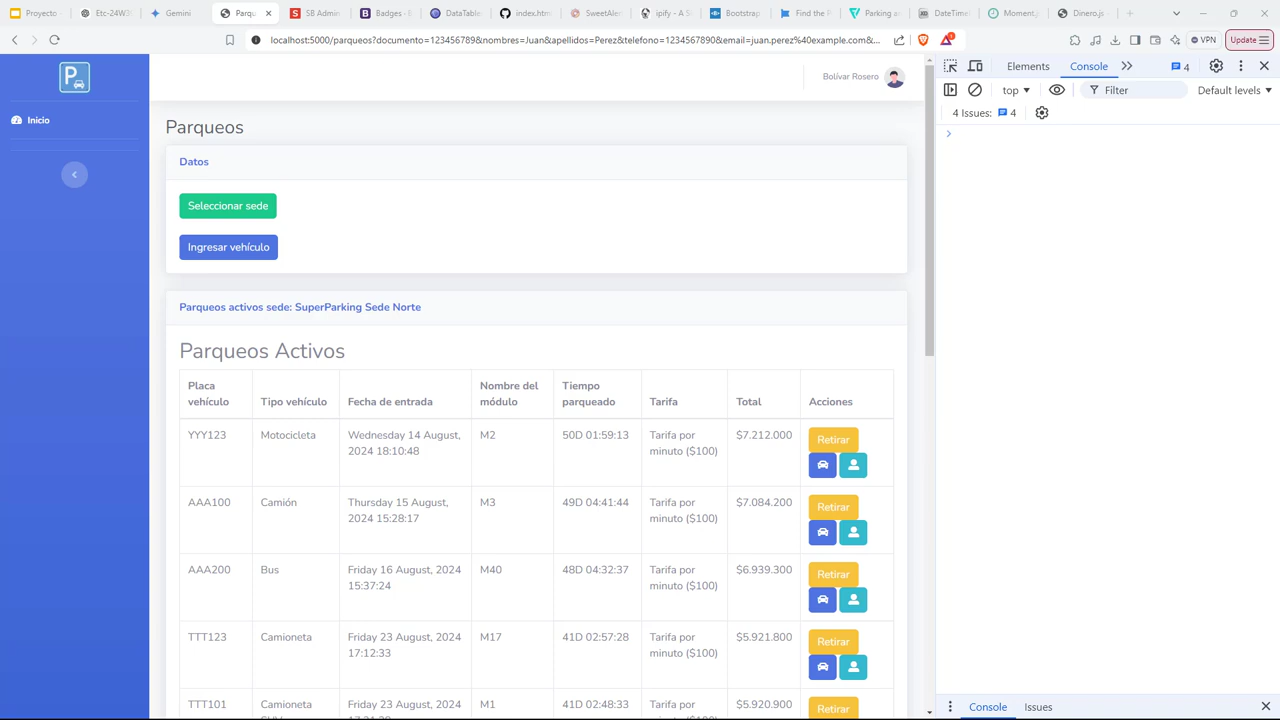 Proyecto
Etc-24W3
Gemini
Parqu
SB Admin
Badges · B
DataTable
index.htm
SweetAler
ipify - A S
Bootstrap
Find the P
Parking ar
DateTime
Moment.j
Dinero.js
localhost:5000/parqueos?documento=123456789&nombres=Juan&apellidos=Perez&telefono=1234567890&email=juan.perez%40example.com&...
VPN
Update
P
Inicio
Bolívar Rosero
Parqueos
Datos
Seleccionar sede
Ingresar vehículo
Parqueos activos sede: SuperParking Sede Norte
Parqueos Activos
Placa vehículo Tipo vehículo Fecha de entrada Nombre del módulo Tiempo parqueado Tarifa Total Acciones
YYY123 Motocicleta Wednesday 14 August, 2024 18:10:48 M2 50D 01:59:13 Tarifa por minuto ($100) $7.212.000 Retirar
AAA100 Camión Thursday 15 August, 2024 15:28:17 M3 49D 04:41:44 Tarifa por minuto ($100) $7.084.200 Retirar
AAA200 Bus Friday 16 August, 2024 15:37:24 M40 48D 04:32:37 Tarifa por minuto ($100) $6.939.300 Retirar
TTT123 Camioneta Friday 23 August, 2024 17:12:33 M17 41D 02:57:28 Tarifa por minuto ($100) $5.921.800 Retirar
TTT101 Camioneta Friday 23 August, 2024 M1 41D 02:48:33 Tarifa por $5.920.900 Retirar
Elements
Console
4
top
Filter
Default levels
4 Issues: 4
Console
Issues